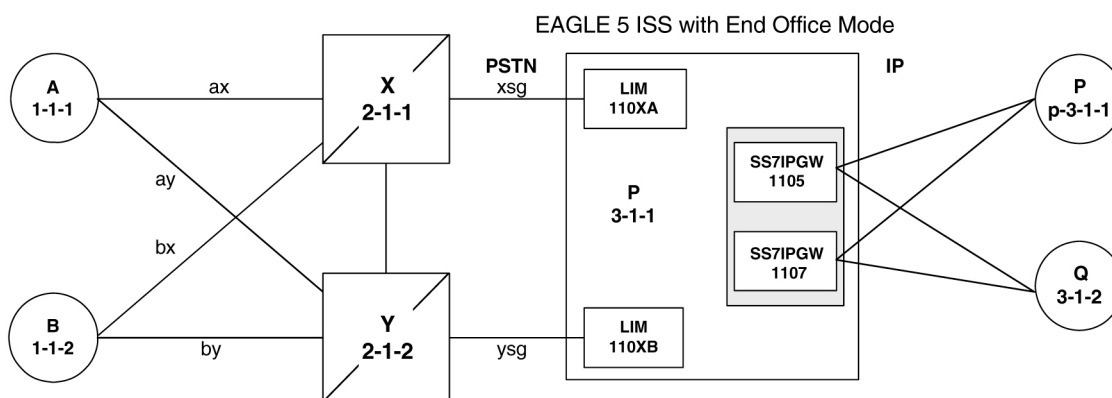 EAGLE 5 ISS with End Office Mode
A
1-1-1
ax
X
2-1-1
PSTN
xsg
LIM
110XA
IP
P
p-3-1-1
ay
SS7IPGW
1105
P
3-1-1
bx
SS7IPGW
1107
B
1-1-2
by
Y
2-1-2
ysg
LIM
110XB
Q
3-1-2